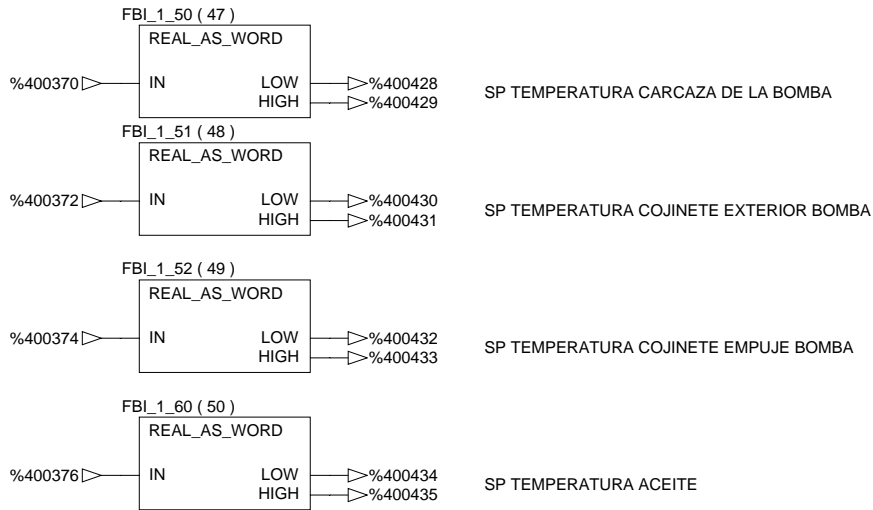 FBI_1_50 ( 47 )
REAL_AS_WORD
%400370 IN LOW %400428
HIGH %400429
SP TEMPERATURA CARCAZA DE LA BOMBA
FBI_1_51 ( 48 )
REAL_AS_WORD
%400372 IN LOW %400430
HIGH %400431
SP TEMPERATURA COJINETE EXTERIOR BOMBA
FBI_1_52 ( 49 )
REAL_AS_WORD
%400374 IN LOW %400432
HIGH %400433
SP TEMPERATURA COJINETE EMPUJE BOMBA
FBI_1_60 ( 50 )
REAL_AS_WORD
%400376 IN LOW %400434
HIGH %400435
SP TEMPERATURA ACEITE